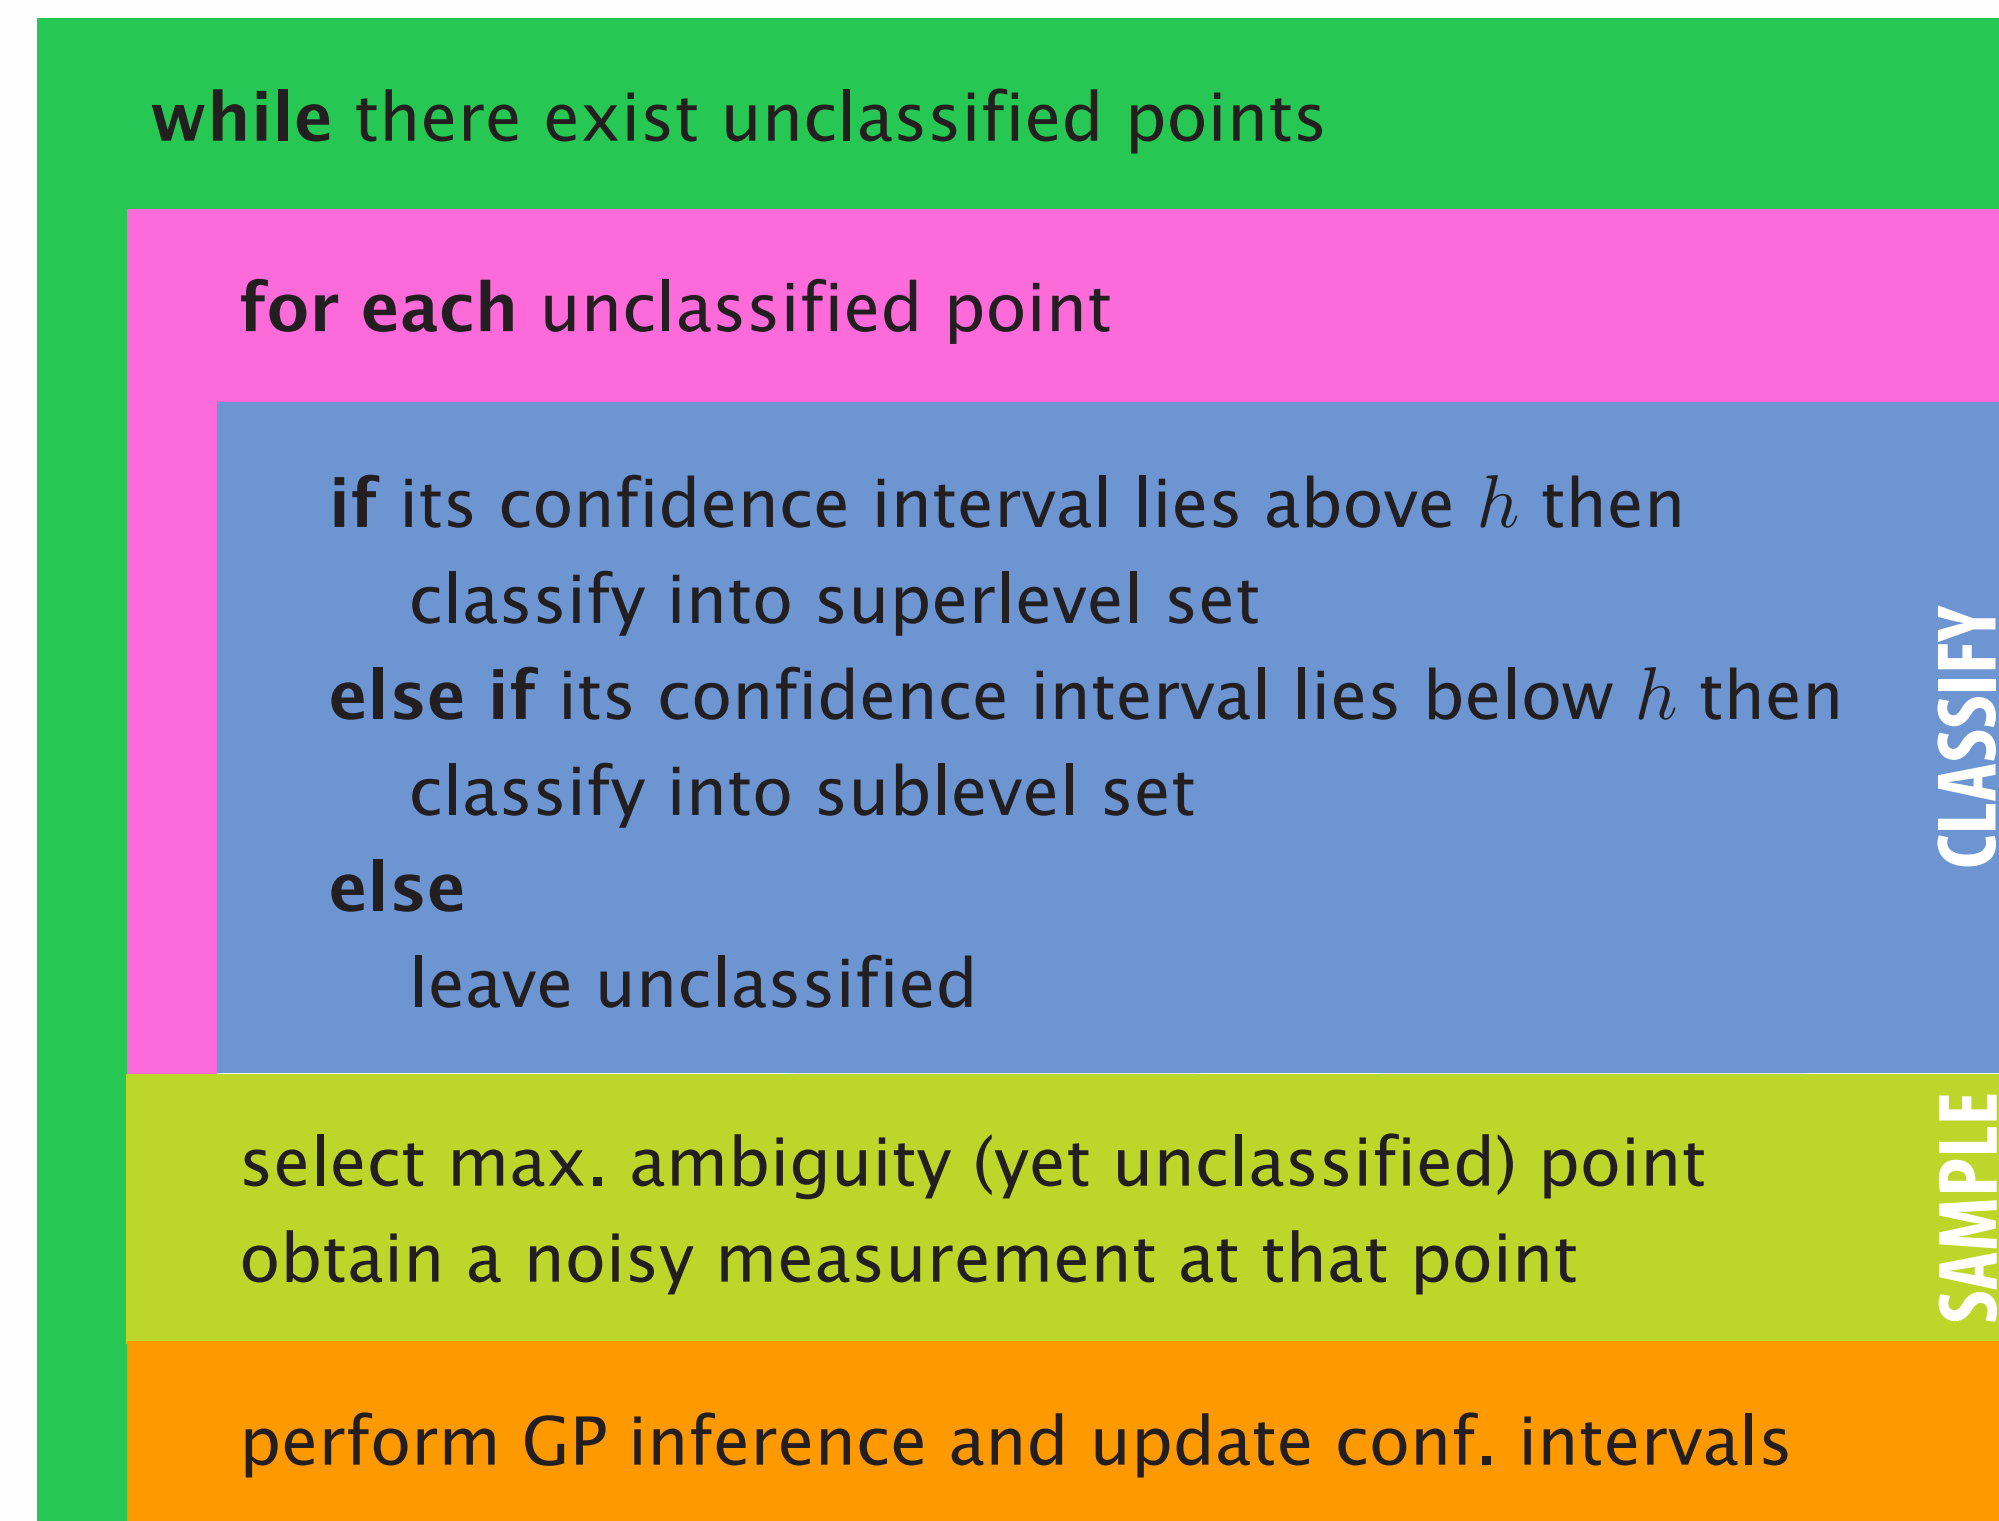 while there exist unclassified points
for each unclassified point
if its confidence interval lies above h then
classify into superlevel set
else if its confidence interval lies below h then
classify into sublevel set
else
leave unclassified
CLASSIFY
select max. ambiguity (yet unclassified) point
obtain a noisy measurement at that point
SAMPLE
perform GP inference and update conf. intervals